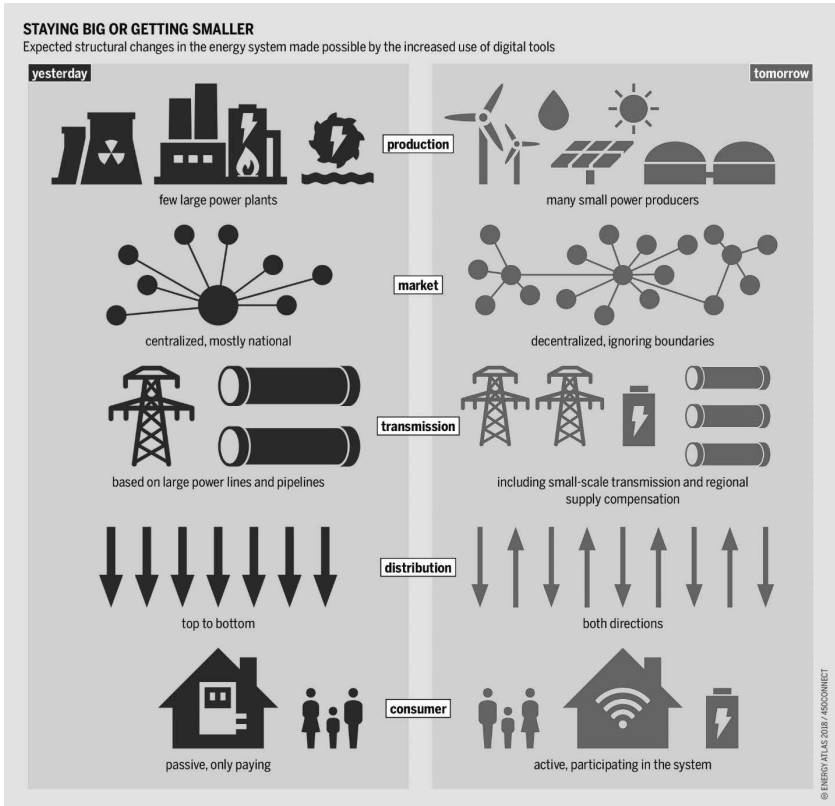 STAYING BIG OR GETTING SMALLER
Expected structural changes in the energy system made possible by the increased use of digital tools
yesterday
tomorrow
production
few large power plants
many small power producers
market
centralized, mostly national
decentralized, ignoring boundaries
transmission
based on large power lines and pipelines
including small-scale transmission and regional
supply compensation
distribution
top to bottom
both directions
consumer
passive, only paying
active, participating in the system
© ENERGY ATLAS 2018 / 450CONNECT